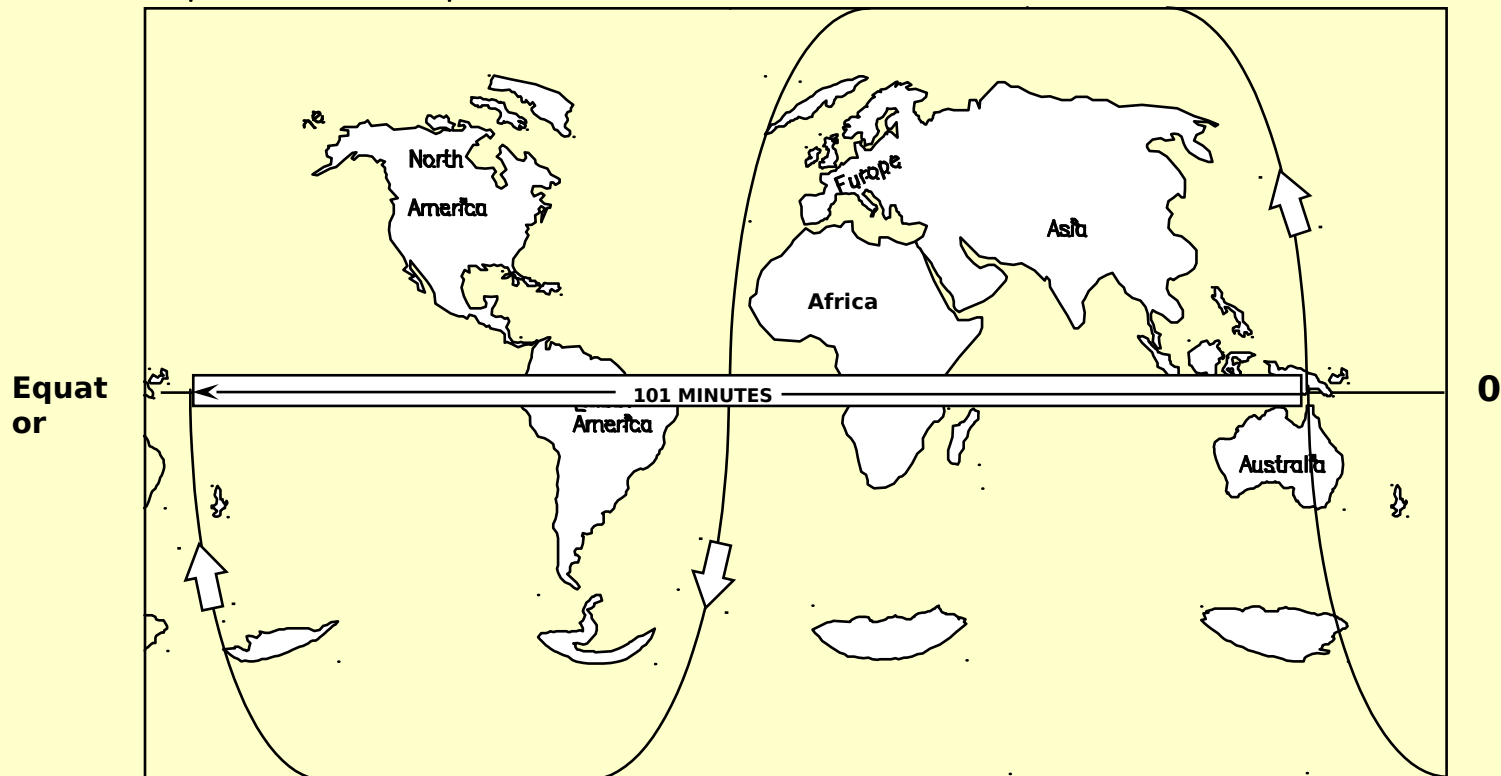 North
America
Europe
Asia
Africa
Equat
or
101 MINUTES
0
America
Australia